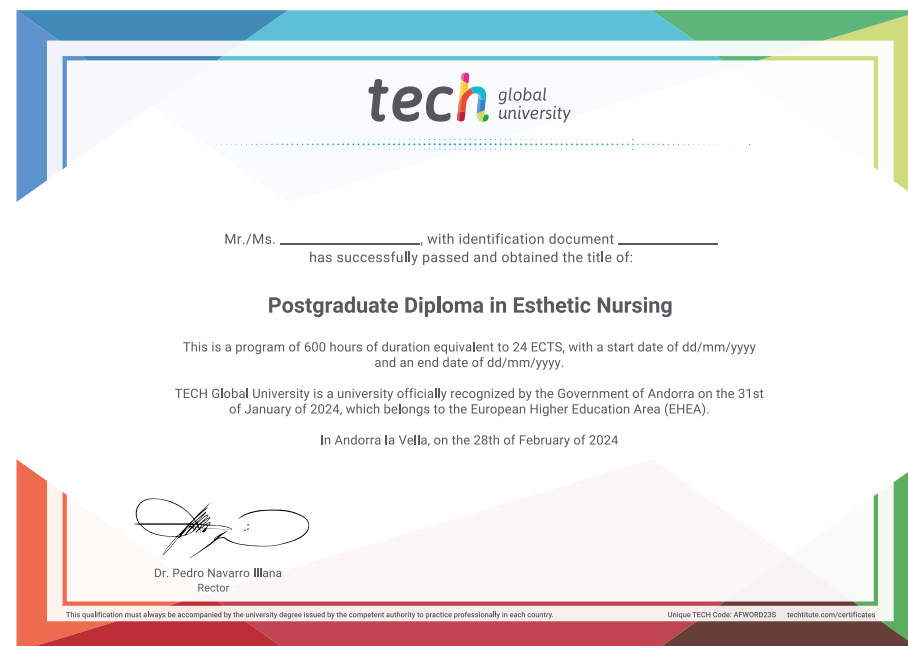 tech global
university
Mr./Ms. ____________________, with identification document ______________
has successfully passed and obtained the title of:
Postgraduate Diploma in Esthetic Nursing
This is a program of 600 hours of duration equivalent to 24 ECTS, with a start date of dd/mm/yyyy
and an end date of dd/mm/yyyy.
TECH Global University is a university officially recognized by the Government of Andorra on the 31st
of January of 2024, which belongs to the European Higher Education Area (EHEA).
In Andorra la Vella, on the 28th of February of 2024
Dr. Pedro Navarro Illana
Rector
This qualification must always be accompanied by the university degree issued by the competent authority to practice professionally in each country.
Unique TECH Code: AFWORD23S techtitute.com/certificates